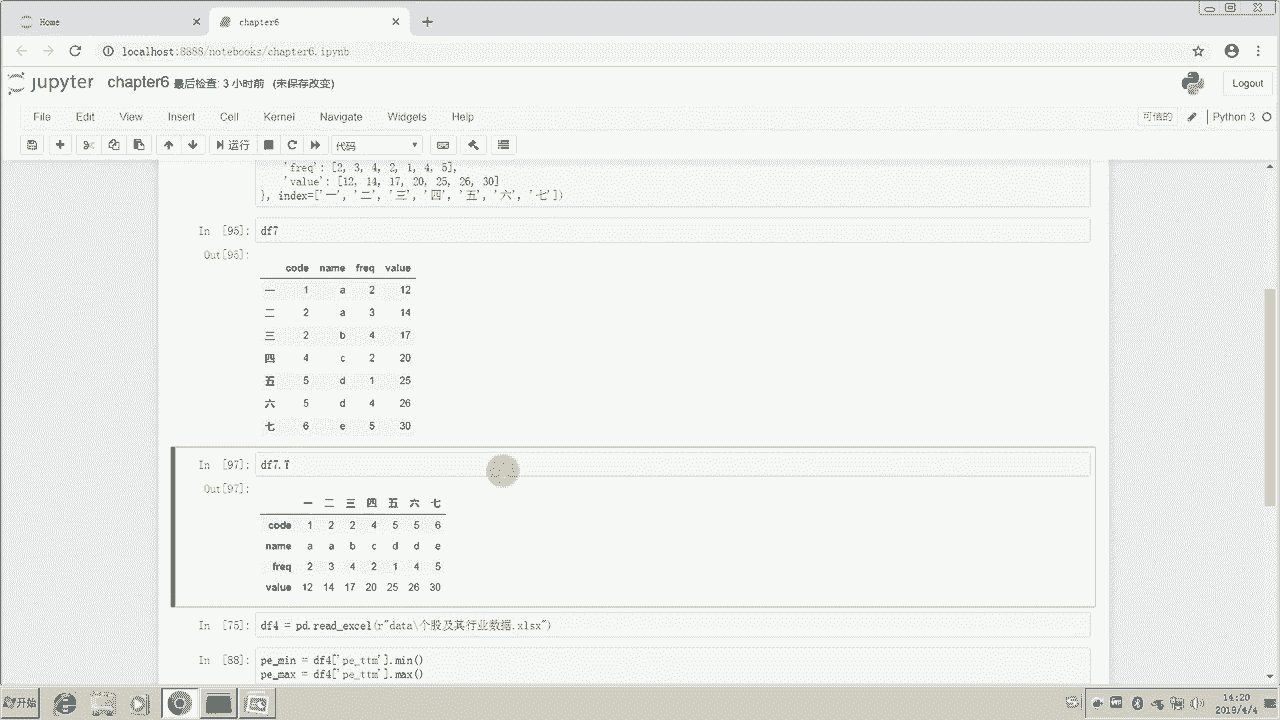 Home
chapter6
localhost:8888/notebooks/chapter6.ipynb
jupyter chapter6 最后检查: 3 小时前 (未保存改变)
Logout
File Edit View Insert Cell Kernel Navigate Widgets Help
可信的 Python 3
运行 代码
'freq': [2, 3, 4, 2, 1, 4, 5],
'value': [12, 14, 17, 20, 25, 26, 30]
}, index=['一', '二', '三', '四', '五', '六', '七'])
In [95]: df7
Out[95]:
code name freq value
一 1 a 2 12
二 2 a 3 14
三 2 b 4 17
四 4 c 2 20
五 5 d 1 25
六 5 d 4 26
七 6 e 5 30
In [97]: df7.T
Out[97]:
一 二 三 四 五 六 七
code 1 2 2 4 5 5 6
name a a b c d d e
freq 2 3 4 2 1 4 5
value 12 14 17 20 25 26 30
In [75]: df4 = pd.read_excel(r"data\个股及其行业数据.xlsx")
In [88]: pe_min = df4['pe_ttm'].min()
pe_max = df4['pe_ttm'].max()
开始
14:20
2019/4/4